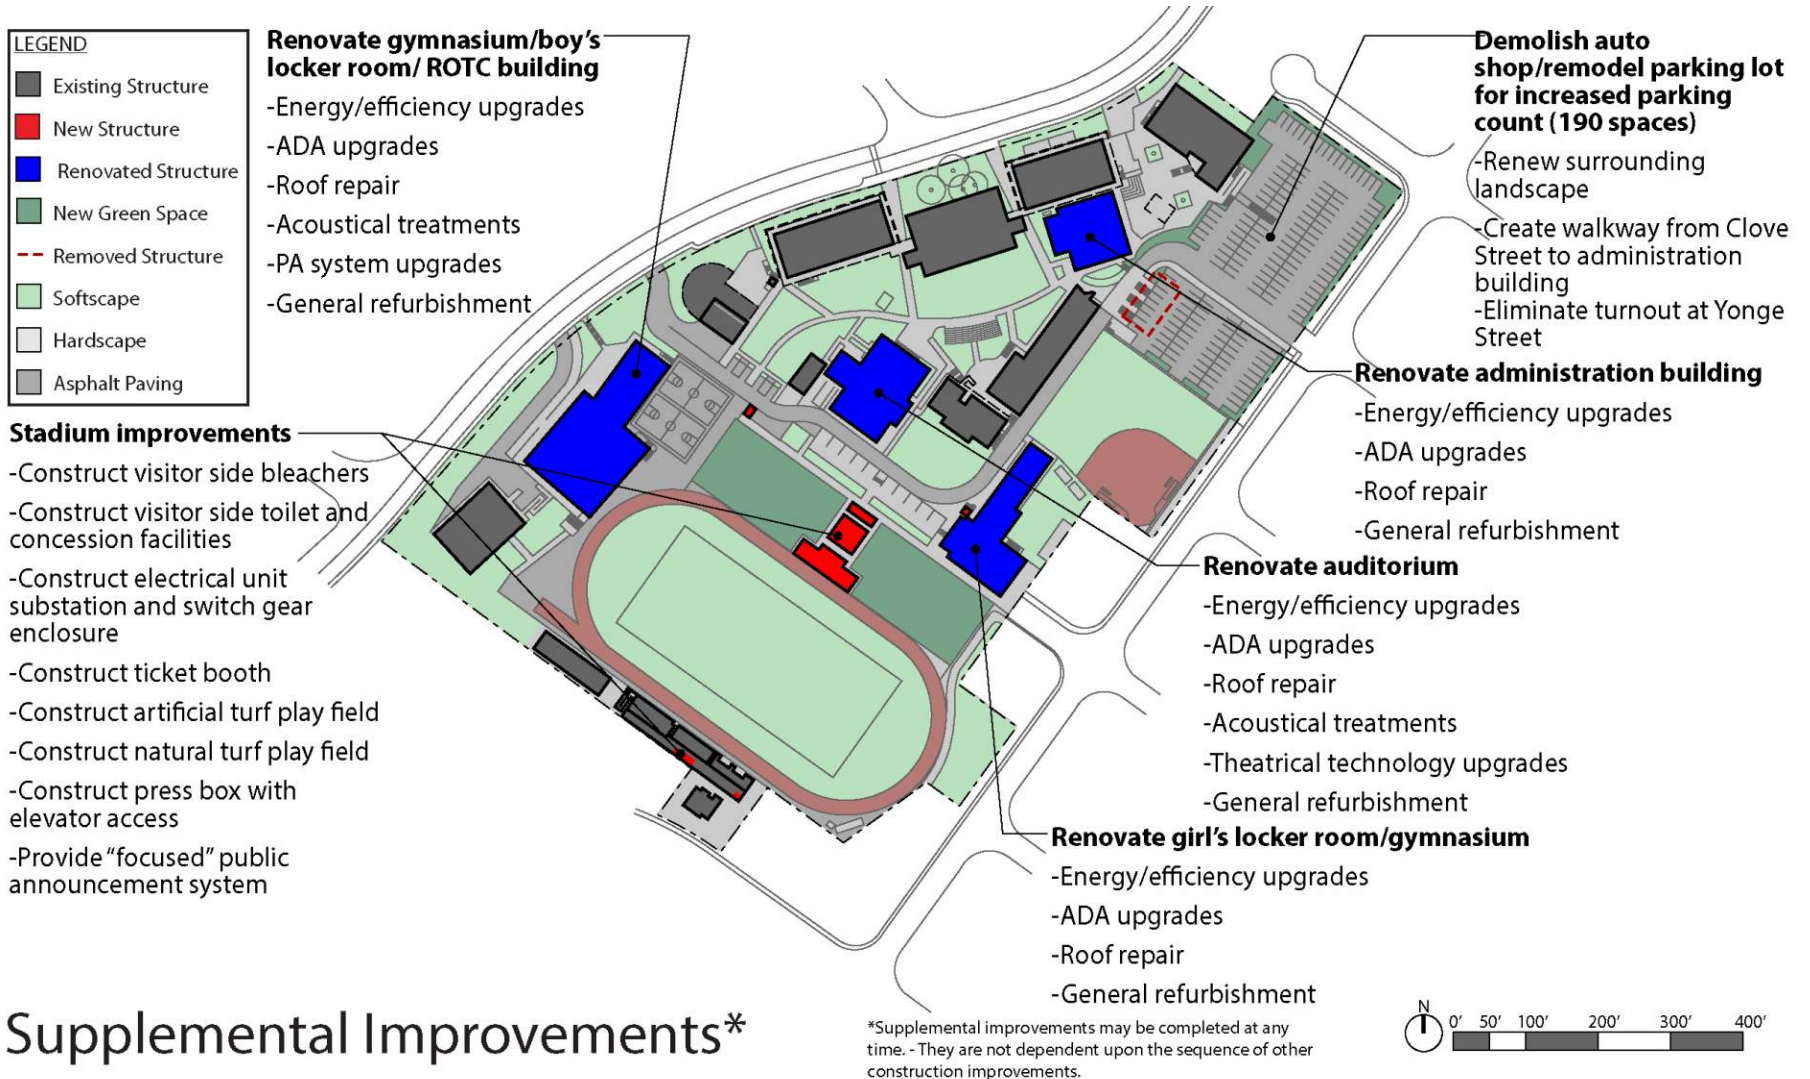 LEGEND
Existing Structure
New Structure
Renovated Structure
New Green Space
Removed Structure
Softscape
Hardscape
Asphalt Paving
Renovate gymnasium/boy's
locker room/ ROTC building
-Energy/efficiency upgrades
-ADA upgrades
-Roof repair
-Acoustical treatments
-PA system upgrades
-General refurbishment
Demolish auto
shop/remodel parking lot
for increased parking
count (190 spaces)
-Renew surrounding
landscape
-Create walkway from Clove
Street to administration
building
-Eliminate turnout at Yonge
Street
Renovate administration building
-Energy/efficiency upgrades
-ADA upgrades
-Roof repair
-General refurbishment
Stadium improvements
-Construct visitor side bleachers
-Construct visitor side toilet and
concession facilities
-Construct electrical unit
substation and switch gear
enclosure
-Construct ticket booth
-Construct artificial turf play field
-Construct natural turf play field
-Construct press box with
elevator access
-Provide “focused” public
announcement system
Renovate auditorium
-Energy/efficiency upgrades
-ADA upgrades
-Roof repair
-Acoustical treatments
-Theatrical technology upgrades
-General refurbishment
Renovate girl's locker room/gymnasium
-Energy/efficiency upgrades
-ADA upgrades
-Roof repair
-General refurbishment
Supplemental Improvements*
*Supplemental improvements may be completed at any
time. - They are not dependent upon the sequence of other
construction improvements.
N
0' 50' 100' 200' 300' 400'